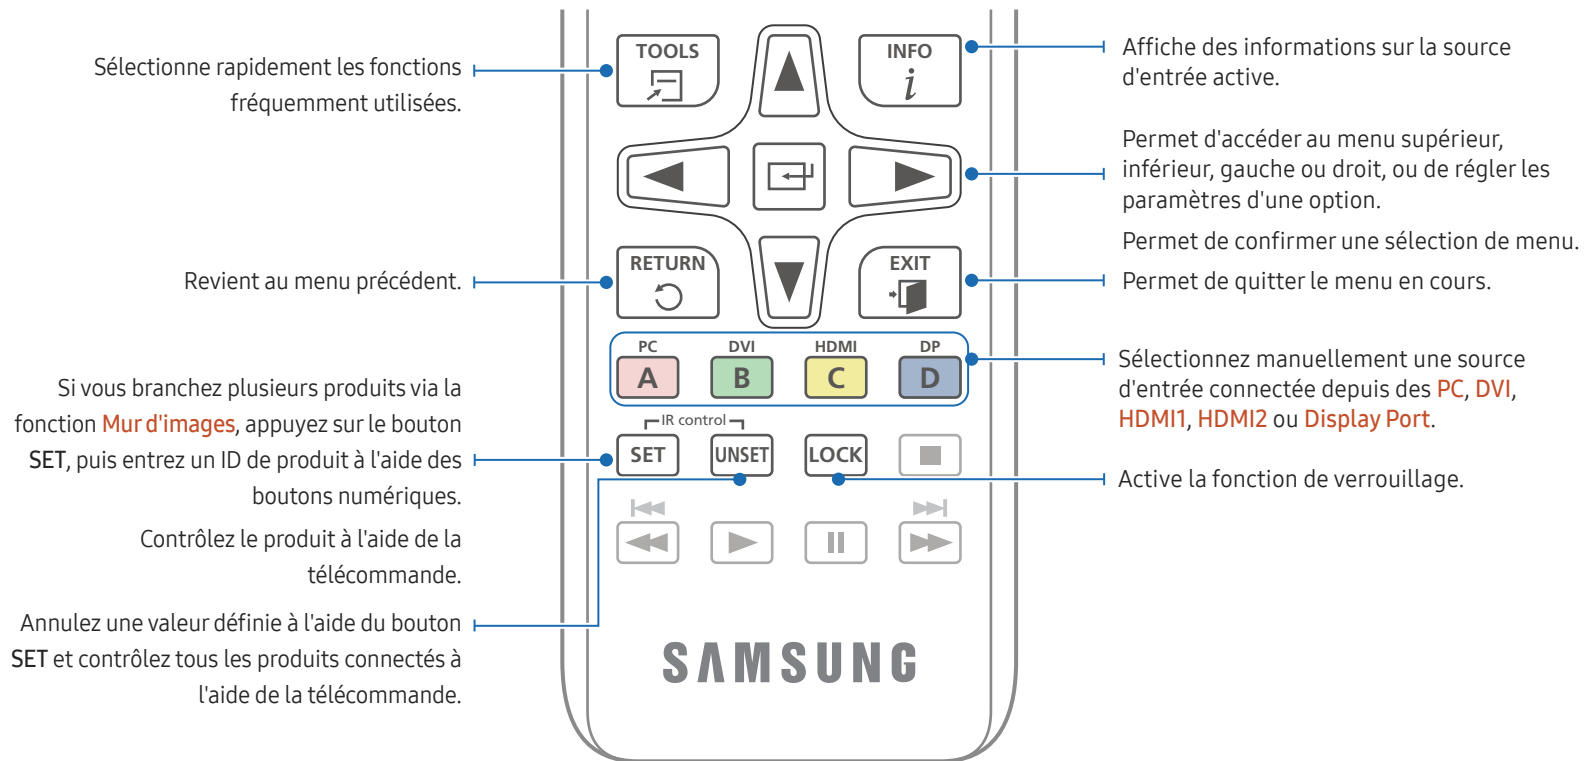 Sélectionne rapidement les fonctions
fréquemment utilisées.
Revient au menu précédent.
Si vous branchez plusieurs produits via la
fonction Mur d'images, appuyez sur le bouton
SET, puis entrez un ID de produit à l'aide des
boutons numériques.
Contrôlez le produit à l'aide de la
télécommande.
Annulez une valeur définie à l'aide du bouton
SET et contrôlez tous les produits connectés à
l'aide de la télécommande.
TOOLS
INFO
i
RETURN
EXIT
PC DVI HDMI DP
A B C D
IR control
SET UNSET LOCK
SAMSUNG
Affiche des informations sur la source
d'entrée active.
Permet d'accéder au menu supérieur,
inférieur, gauche ou droit, ou de régler les
paramètres d'une option.
Permet de confirmer une sélection de menu.
Permet de quitter le menu en cours.
Sélectionnez manuellement une source
d'entrée connectée depuis des PC, DVI,
HDMI1, HDMI2 ou Display Port.
Active la fonction de verrouillage.